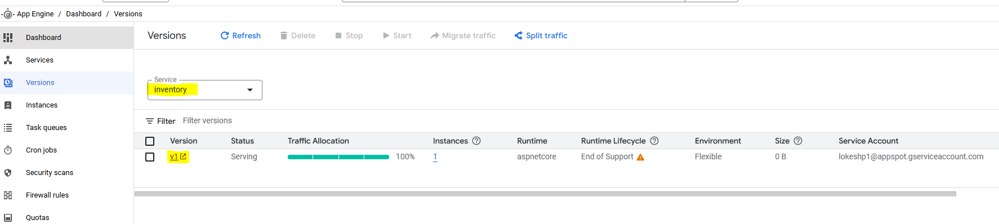 App Engine / Dashboard / Versions
Dashboard
Services
Versions
Instances
Task queues
Cron jobs
Security scans
Firewall rules
Quotas
Versions Refresh Delete Stop Start Migrate traffic Split traffic
Service
inventory
Filter Filter versions
Version Status Traffic Allocation Instances Runtime Runtime Lifecycle Environment Size Service Account
v1 Serving 100% 1 aspnetcore End of Support Flexible 0 B lokeshp1@appspot.gserviceaccount.com